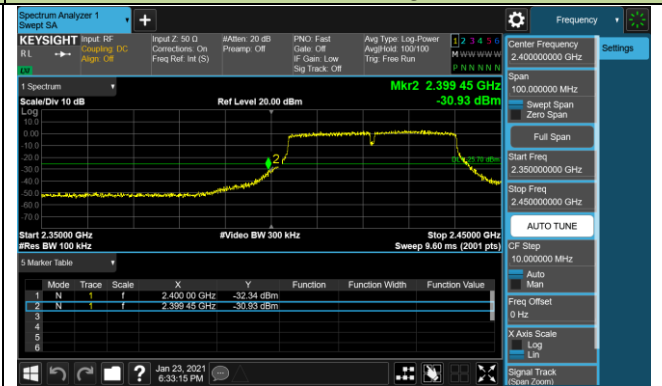 Spectrum Analyzer 1
Swept SA
+
Frequency
KEYSIGHT
RL
LW
Input: RF
Coupling: DC
Align: Off
Input Z: 50 Ω
Corrections: On
Freq Ref: Int (S)
#Atten: 20 dB
Preamp: Off
PNO: Fast
Gate: Off
IF Gain: Low
Sig Track: Off
Avg Type: Log-Power
Avg|Hold: 100/100
Trig: Free Run
1 2 3 4 5 6
M W W W W W
P N N N N N
1 Spectrum
Scale/Div 10 dB
Ref Level 20.00 dBm
Mkr2 2.399 45 GHz
-30.93 dBm
Log
10.0
0.00
-10.0
-20.0
-30.0
-40.0
-50.0
-60.0
-70.0
2
Start 2.35000 GHz
#Video BW 300 kHz
Stop 2.45000 GHz
#Res BW 100 kHz
Sweep 9.60 ms (2001 pts)
5 Marker Table
Mode Trace Scale X Y Function Function Width Function Value
1 N 1 f 2.400 00 GHz -32.34 dBm
2 N 1 f 2.399 45 GHz -30.93 dBm
3
4
5
6
?
Jan 23, 2021
6:33:15 PM
Center Frequency
2.400000000 GHz
Settings
Span
100.000000 MHz
Swept Span
Zero Span
Full Span
Start Freq
2.350000000 GHz
Stop Freq
2.450000000 GHz
AUTO TUNE
CF Step
10.000000 MHz
Auto
Man
Freq Offset
0 Hz
X Axis Scale
Log
Lin
Signal Track
(Span Zoom)